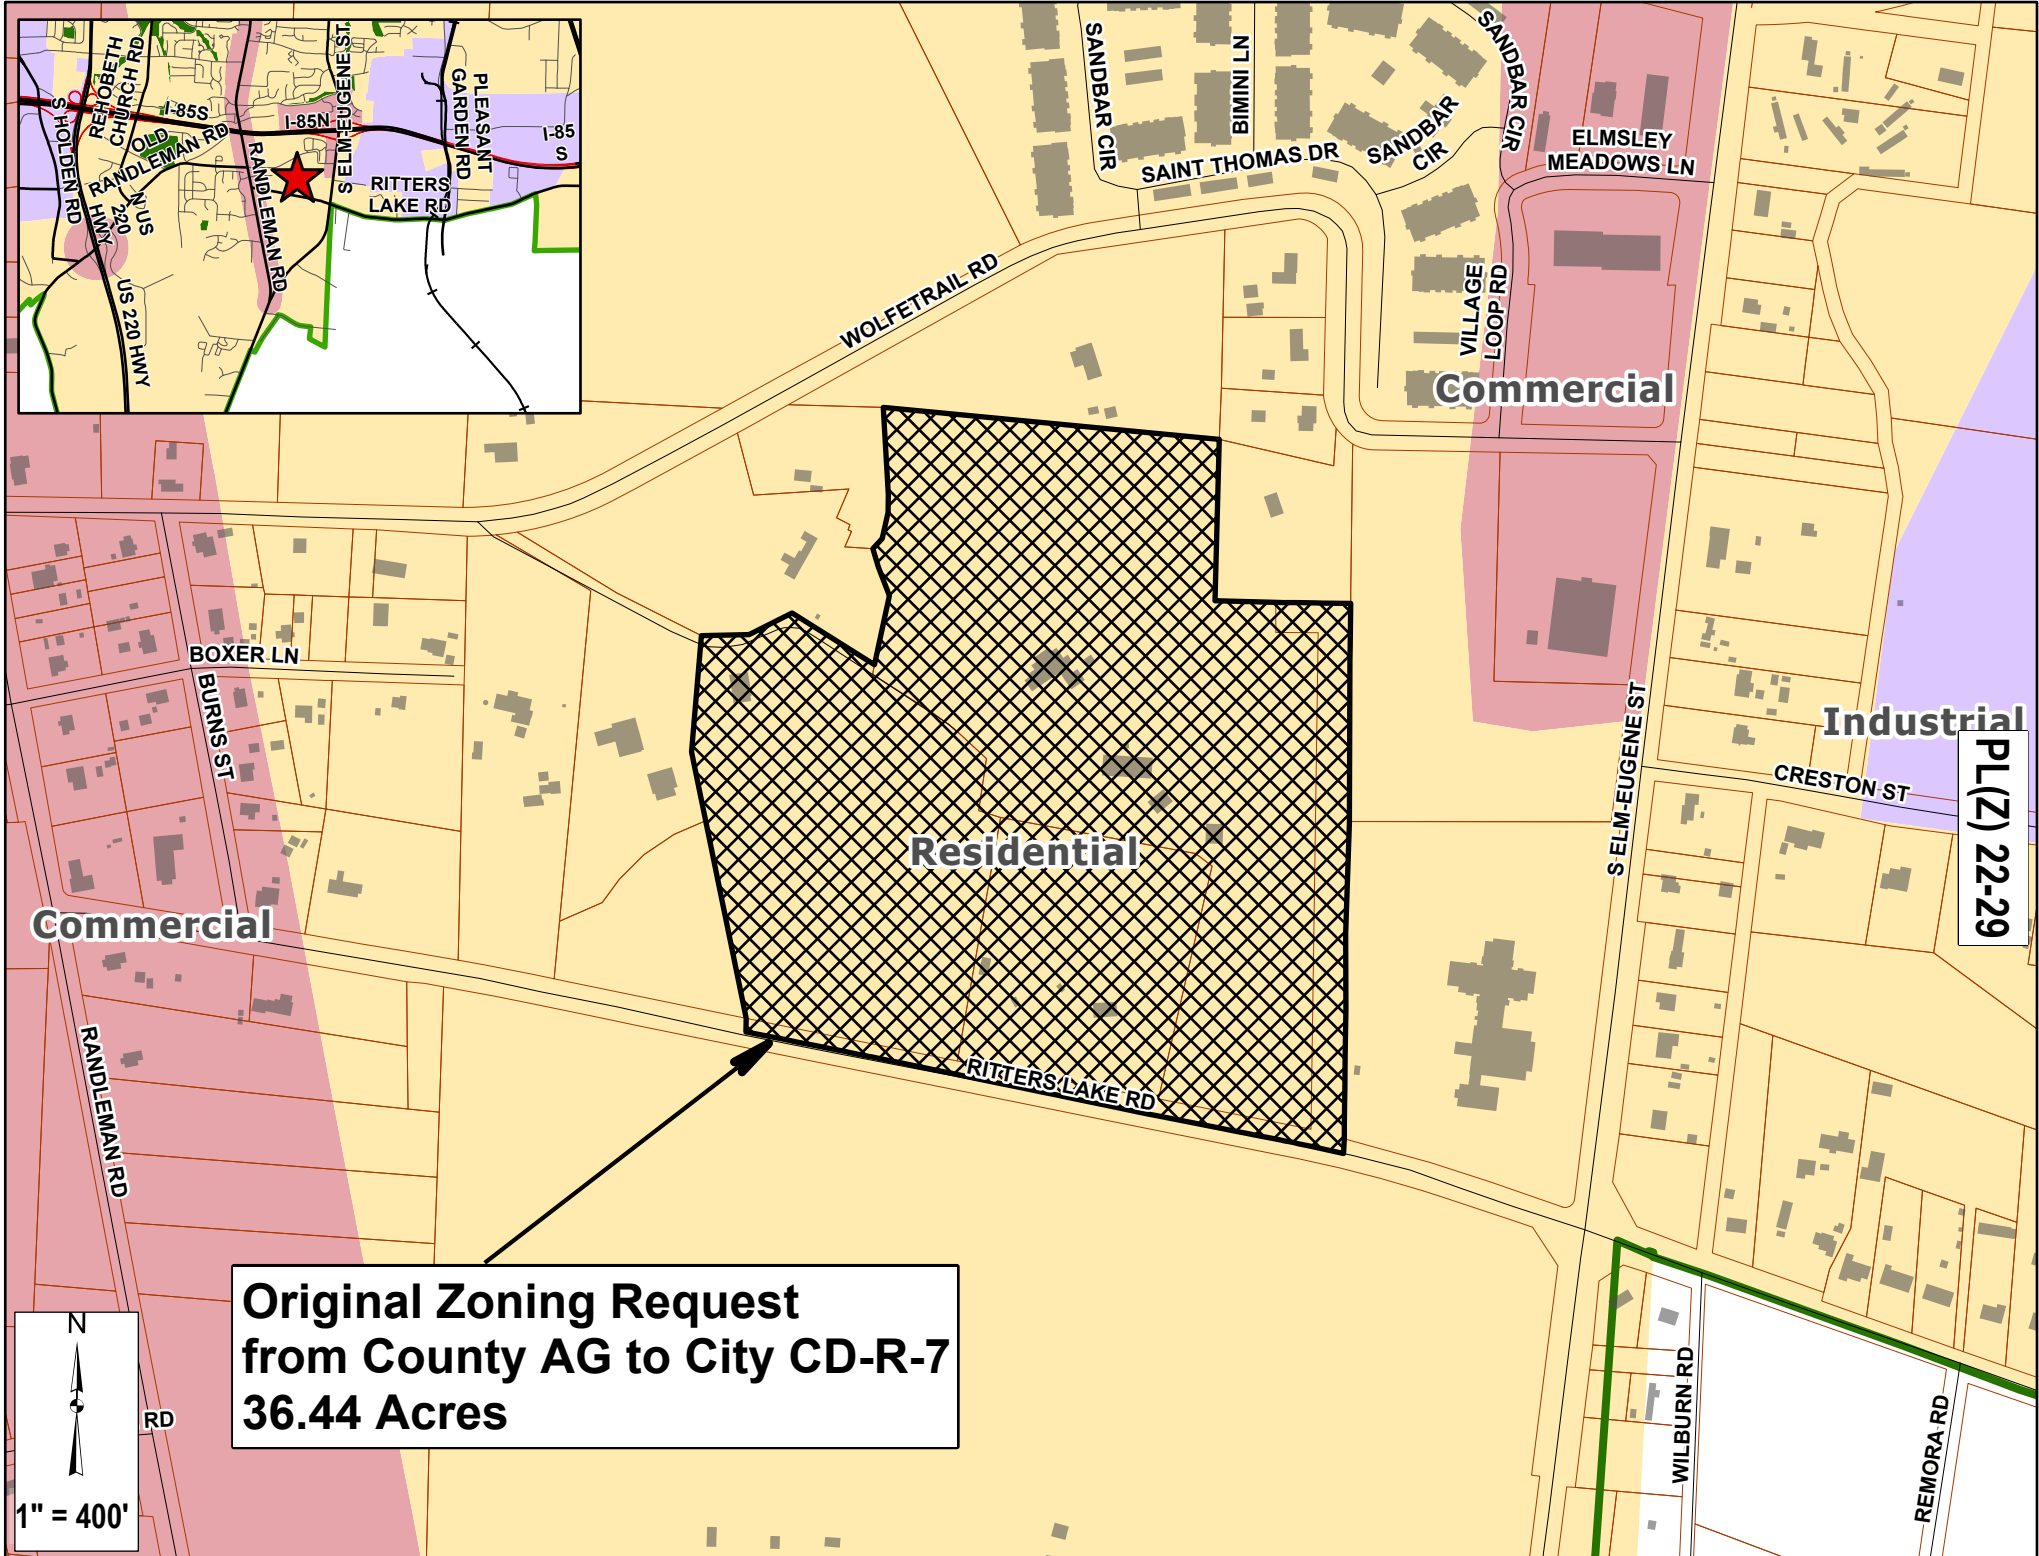 REHOBETH
CHURCH RD
S HOLDEN RD
I-85S
OLD
RANDLEMAN RD
N US
220
HWY
I-85N
S ELM-EUGENE ST
PLEASANT
GARDEN RD
I-85
S
RITTERS
LAKE RD
RANDLEMAN RD
US 220 HWY
SANDBAR CIR
BIMINI LN
SANDBAR CIR
SANDBAR
CIR
SAINT THOMAS DR
ELMSLEY
MEADOWS LN
WOLFETRAIL RD
VILLAGE
LOOP RD
Commercial
BOXER LN
BURNS ST
S ELM-EUGENE ST
Industrial
CRESTON ST
PL(Z) 22-29
Residential
Commercial
RANDLEMAN RD
RITTERS LAKE RD
Original Zoning Request
from County AG to City CD-R-7
36.44 Acres
N
1" = 400'
RD
WILBURN RD
REMORA RD